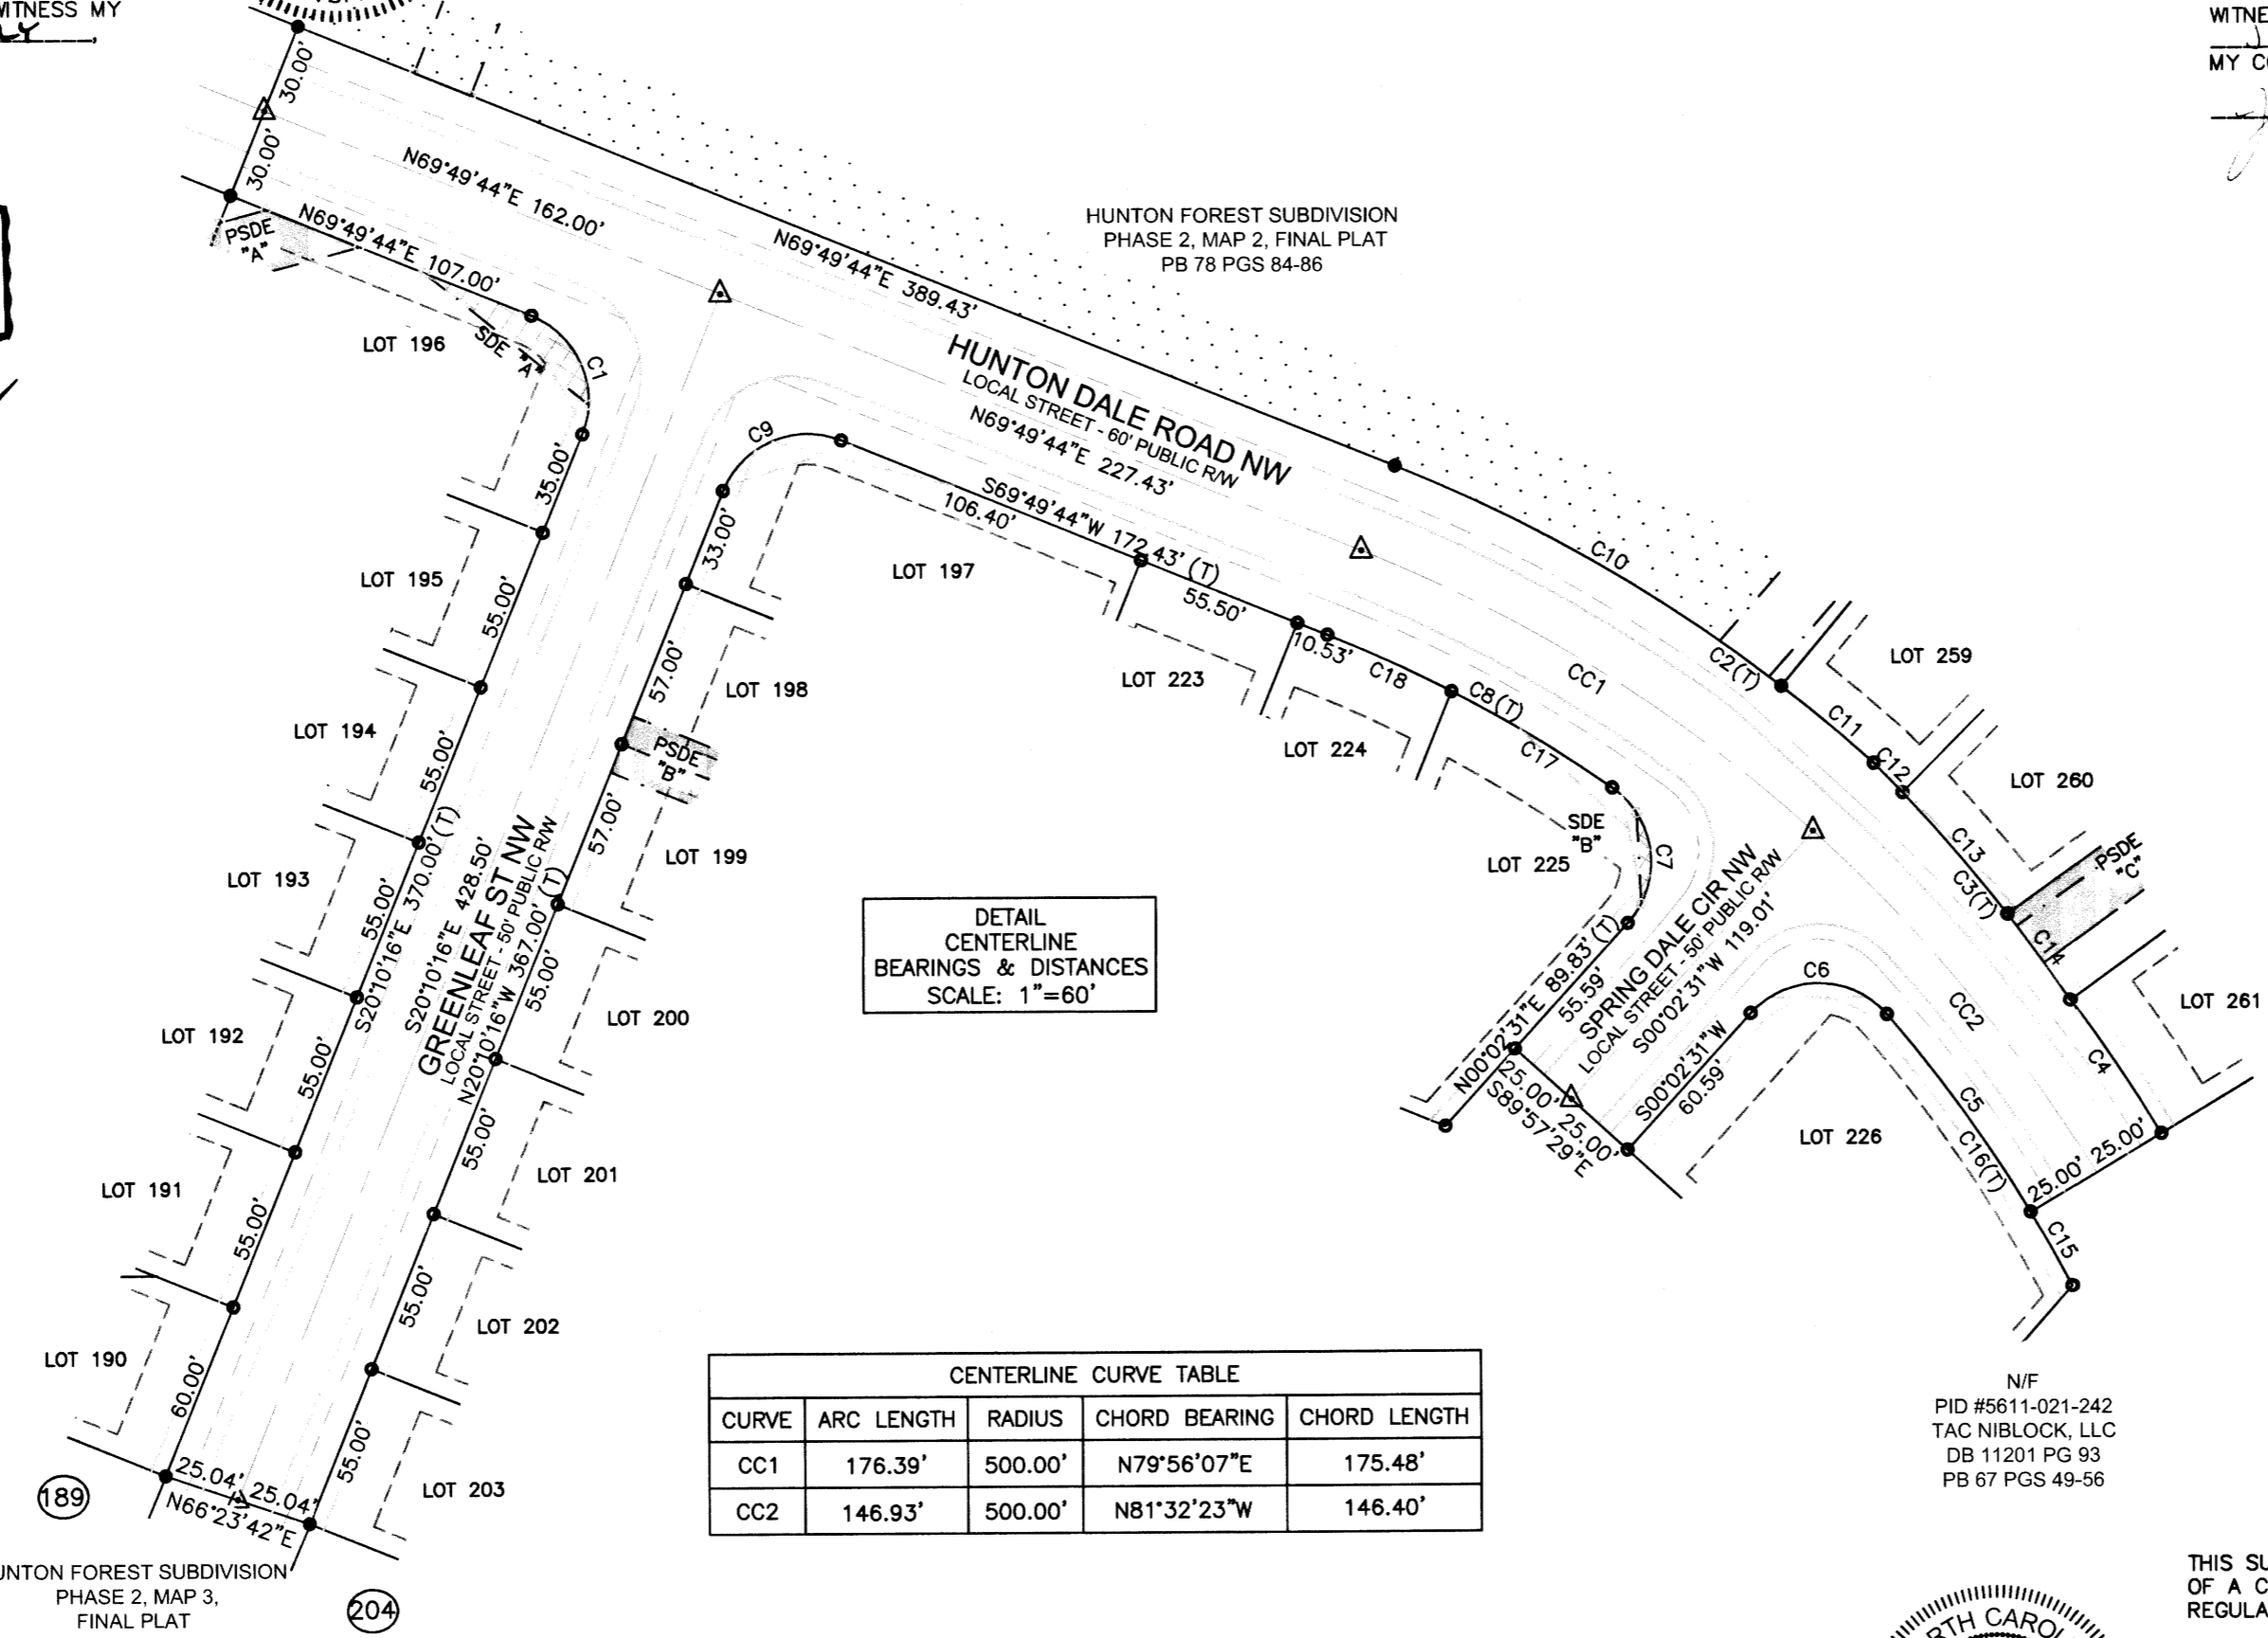 WITNESS MY
LY
WITNE
MY C
30.00'
30.00'
N69°49'44"E 162.00'
N69°49'44"E 107.00'
PSDE
"A"
SDE "A"
C1
LOT 196
N69°49'44"E 389.43'
HUNTON FOREST SUBDIVISION
PHASE 2, MAP 2, FINAL PLAT
PB 78 PGS 84-86
HUNTON DALE ROAD NW
LOCAL STREET - 60' PUBLIC R/W
N69°49'44"E 227.43'
C9
S69°49'44"W 172.43' (T)
106.40'
55.50'
10.53'
C18
C8(T)
C17
C7
C10
CC1
C2(T)
C11
C12
C13
C3(T)
C14
C4
CC2
C6
C5
C16(T)
C15
LOT 197
LOT 223
LOT 224
LOT 225
SDE
"B"
LOT 226
LOT 259
LOT 260
PSDE
"C"
LOT 261
25.00' 25.00'
SPRING DALE CIR NW
LOCAL STREET - 50' PUBLIC R/W
S00°02'31"W 119.01'
N00°02'31"E 89.83' (T)
55.59'
S00°02'31"W
60.59'
25.00' 25.00'
S89°57'29"E
35.00'
55.00'
55.00'
55.00'
55.00'
55.00'
60.00'
LOT 195
LOT 194
LOT 193
LOT 192
LOT 191
LOT 190
S20°10'16"E 370.00' (T)
S20°10'16"E 428.50'
GREENLEAF ST NW
LOCAL STREET - 50' PUBLIC R/W
N20°10'16"W 367.00' (T)
33.00'
57.00'
57.00'
55.00'
55.00'
55.00'
55.00'
LOT 198
PSDE
"B"
LOT 199
LOT 200
LOT 201
LOT 202
LOT 203
25.04' 25.04'
N66°23'42"E
189
204
HUNTON FOREST SUBDIVISION
PHASE 2, MAP 3,
FINAL PLAT
DETAIL
CENTERLINE
BEARINGS & DISTANCES
SCALE: 1"=60'
CENTERLINE CURVE TABLE
CURVE ARC LENGTH RADIUS CHORD BEARING CHORD LENGTH
CC1 176.39' 500.00' N79°56'07"E 175.48'
CC2 146.93' 500.00' N81°32'23"W 146.40'
N/F
PID #5611-021-242
TAC NIBLOCK, LLC
DB 11201 PG 93
PB 67 PGS 49-56
THIS SU
OF A C
REGULA
RTH CARO